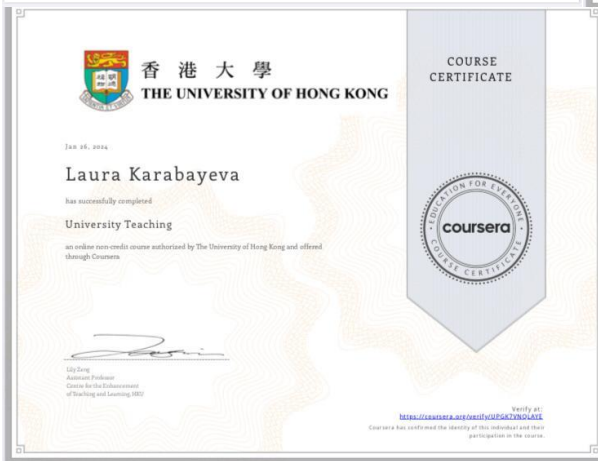 香港大學
THE UNIVERSITY OF HONG KONG
COURSE
CERTIFICATE
Jan 26, 2024
Laura Karabayeva
has successfully completed
University Teaching
an online non-credit course authorized by The University of Hong Kong and offered
through Coursera
EDUCATION FOR EVERYONE
coursera
COURSE CERTIFICATE
Lily Zeng
Assistant Professor
Centre for the Enhancement
of Teaching and Learning, HKU
Verify at:
https://coursera.org/verify/UPGK7VNQLAYE
Coursera has confirmed the identity of this individual and their
participation in the course.